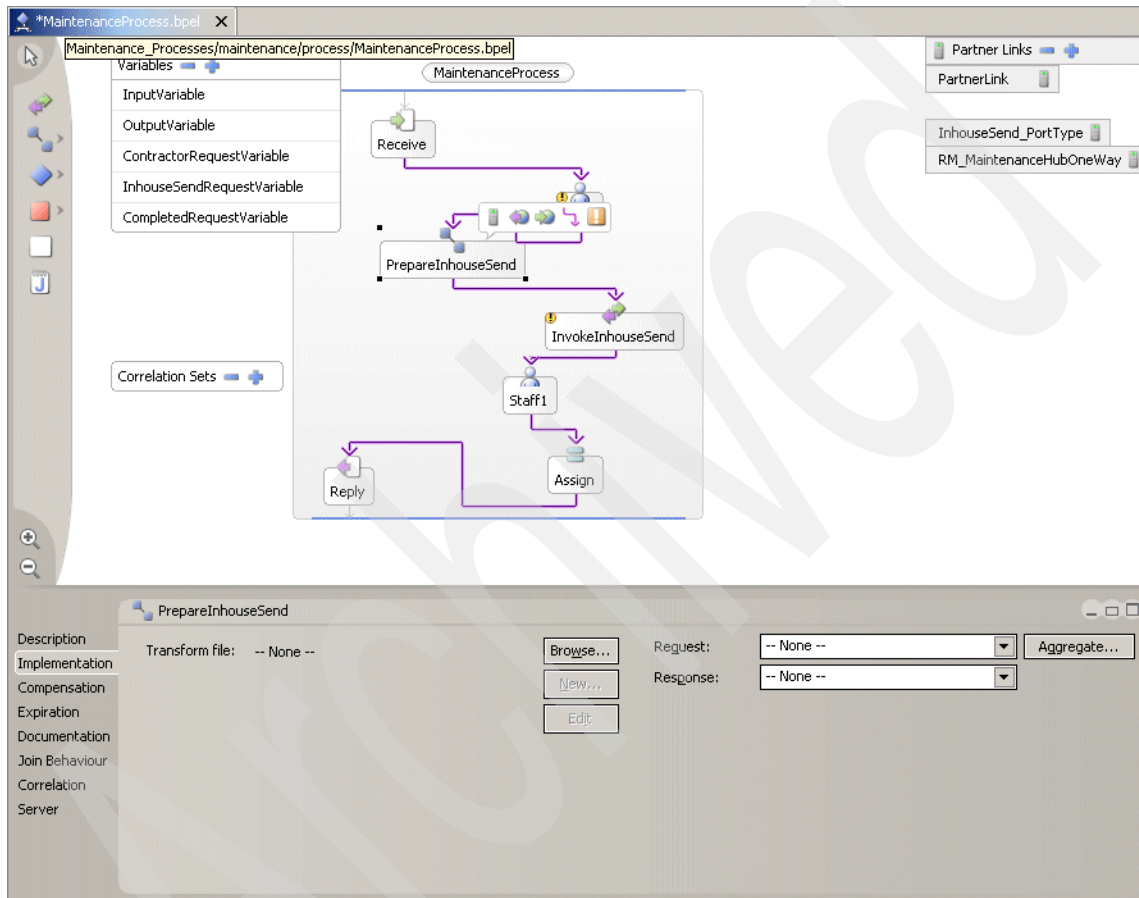 *MaintenanceProcess.bpel
Maintenance_Processes/maintenance/process/MaintenanceProcess.bpel
Variables
MaintenanceProcess
Partner Links
PartnerLink
InputVariable
OutputVariable
ContractorRequestVariable
InhouseSendRequestVariable
CompletedRequestVariable
InhouseSend_PortType
RM_MaintenanceHubOneWay
Receive
PrepareInhouseSend
InvokeInhouseSend
Correlation Sets
Staff1
Assign
Reply
J
PrepareInhouseSend
Description
Implementation
Compensation
Expiration
Documentation
Join Behaviour
Correlation
Server
Transform file: -- None --
Browse...
New...
Edit
Request: -- None --
Aggregate...
Response: -- None --
Archived